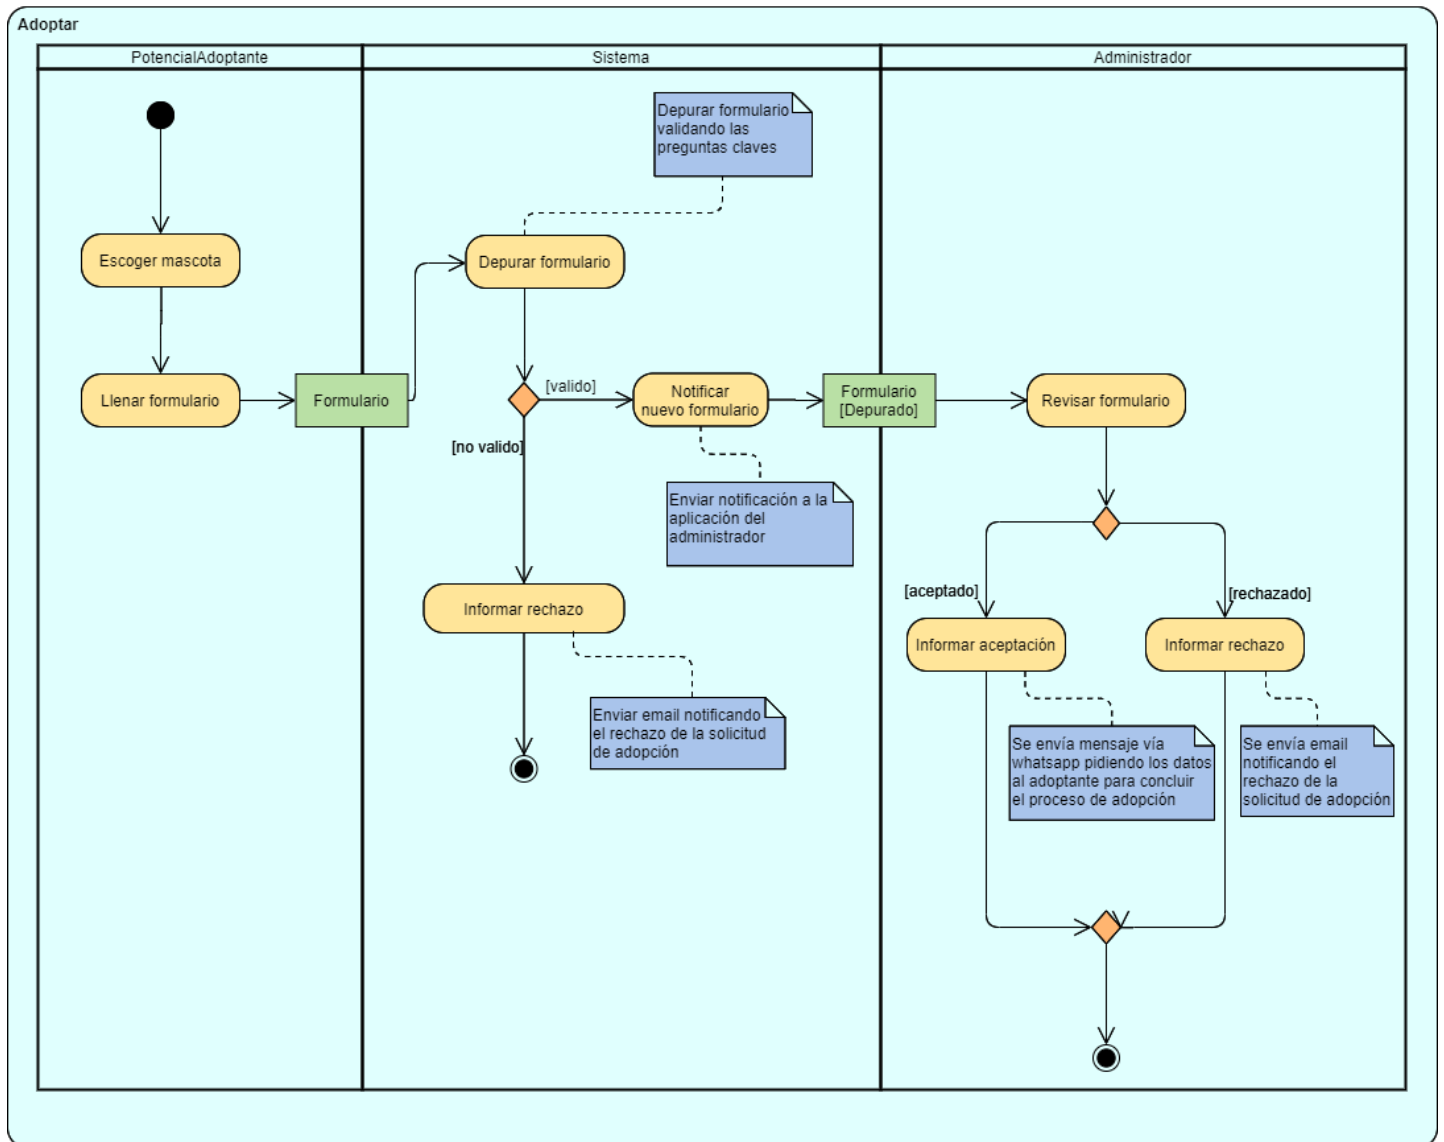 Adoptar
PotencialAdoptante
Sistema
Administrador
Depurar formulario
validando las
preguntas claves
Escoger mascota
Depurar formulario
Llenar formulario
Formulario
[valido]
Notificar
nuevo formulario
Formulario
[Depurado]
Revisar formulario
[no valido]
Enviar notificación a la
aplicación del
administrador
[aceptado]
[rechazado]
Informar rechazo
Informar aceptación
Informar rechazo
Enviar email notificando
el rechazo de la solicitud
de adopción
Se envía mensaje vía
whatsapp pidiendo los datos
al adoptante para concluir
el proceso de adopción
Se envía email
notificando el
rechazo de la
solicitud de adopción